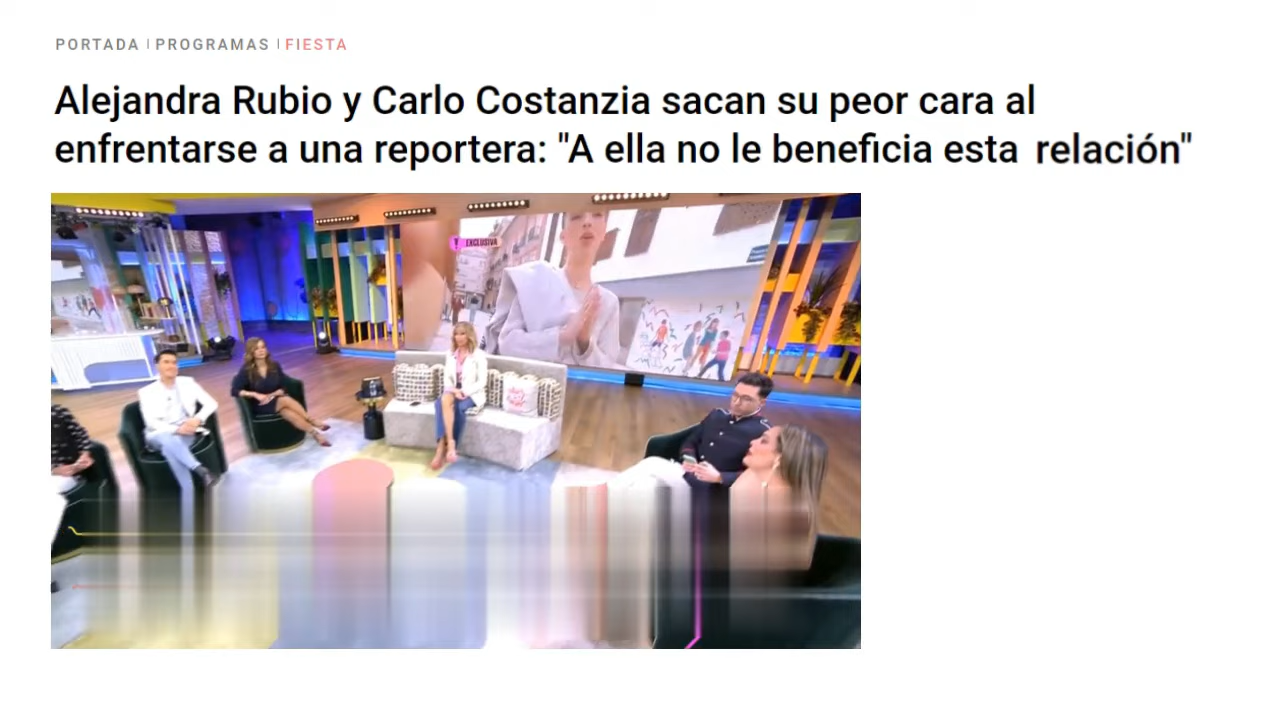 PORTADA | PROGRAMAS | FIESTA
Alejandra Rubio y Carlo Costanzia sacan su peor cara al
enfrentarse a una reportera: "A ella no le beneficia esta relación"
EXCLUSIVA